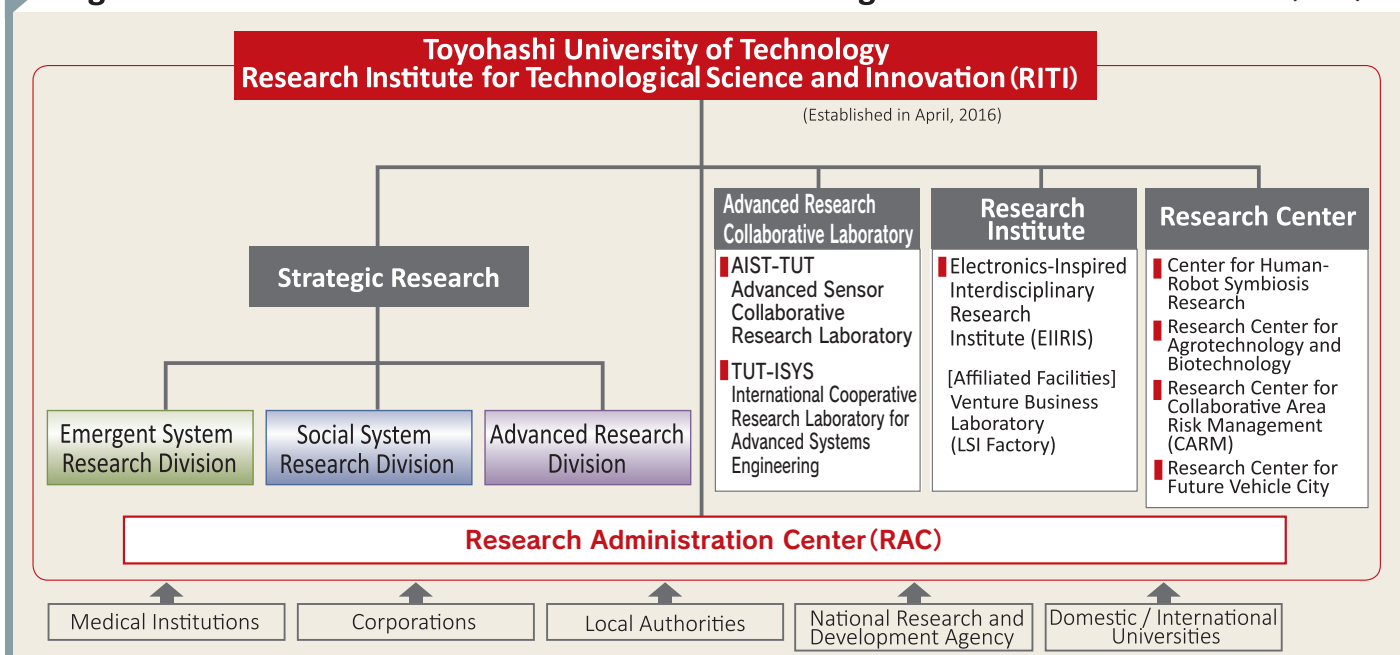 Toyohashi University of Technology
Research Institute for Technological Science and Innovation (RITI)
(Established in April, 2016)
Strategic Research
Emergent System
Research Division
Social System
Research Division
Advanced Research
Division
Advanced Research
Collaborative Laboratory
AIST-TUT
Advanced Sensor
Collaborative
Research Laboratory
TUT-ISYS
International Cooperative
Research Laboratory for
Advanced Systems
Engineering
Research
Institute
Electronics-Inspired
Interdisciplinary
Research
Institute (EIIRIS)
[Affiliated Facilities]
Venture Business
Laboratory
(LSI Factory)
Research Center
Center for Human-
Robot Symbiosis
Research
Research Center for
Agrotechnology and
Biotechnology
Research Center for
Collaborative Area
Risk Management
(CARM)
Research Center for
Future Vehicle City
Research Administration Center (RAC)
Medical Institutions
Corporations
Local Authorities
National Research and
Development Agency
Domestic / International
Universities